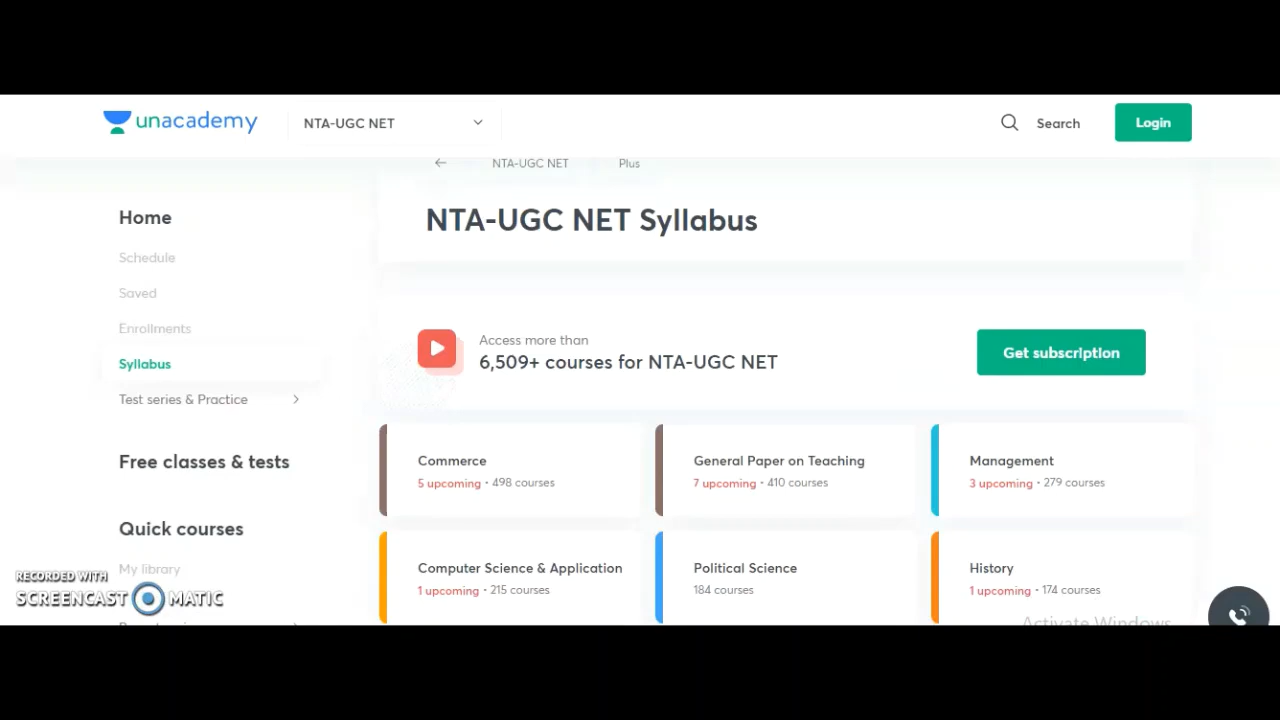 unacademy
NTA-UGC NET
Search
Login
NTA-UGC NET
Plus
Home
Schedule
Saved
Enrollments
Syllabus
Test series & Practice
Free classes & tests
Quick courses
My library
NTA-UGC NET Syllabus
Access more than
6,509+ courses for NTA-UGC NET
Get subscription
Commerce
5 upcoming • 498 courses
General Paper on Teaching
7 upcoming • 410 courses
Management
3 upcoming • 279 courses
Computer Science & Application
1 upcoming • 215 courses
Political Science
184 courses
History
1 upcoming • 174 courses
Activate Windows
RECORDED WITH
SCREENCAST MATIC